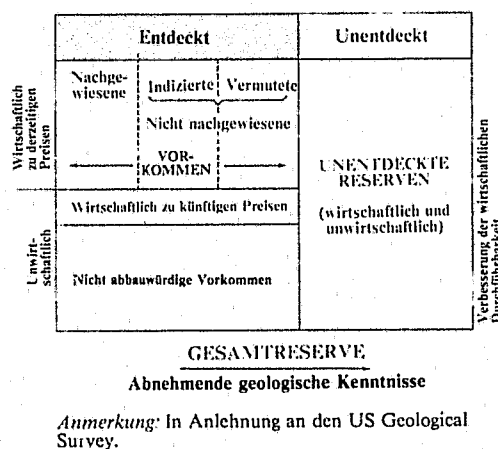 Entdeckt
Unentdeckt
Wirtschaftlich
zu derzeitigen
Preisen
Nachge-
wiesene
Indizierte
Vermutete
Nicht nachgewiesene
VOR-
KOMMEN
UNENTDECKTE
RESERVEN
(wirtschaftlich und
unwirtschaftlich)
Unwirt-
schaftlich
Wirtschaftlich zu künftigen Preisen
Nicht abbauwürdige Vorkommen
Verbesserung der wirtschaftlichen
Durchführbarkeit
GESAMTRESERVE
Abnehmende geologische Kenntnisse
Anmerkung: In Anlehnung an den US Geological
Survey.